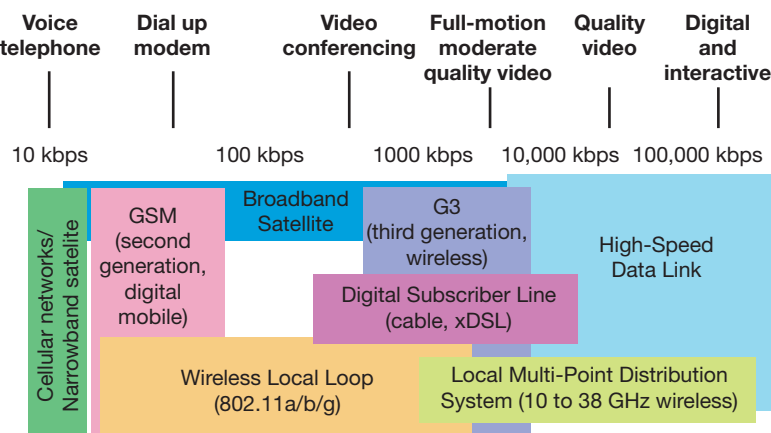 Voice
telephone
Dial up
modem
Video
conferencing
Full-motion
moderate
quality video
Quality
video
Digital
and
interactive
10 kbps
100 kbps
1000 kbps
10,000 kbps
100,000 kbps
Cellular networks/
Narrowband satelite
GSM
(second
generation,
digital
mobile)
Broadband
Satellite
G3
(third generation,
wireless)
High-Speed
Data Link
Digital Subscriber Line
(cable, xDSL)
Wireless Local Loop
(802.11a/b/g)
Local Multi-Point Distribution
System (10 to 38 GHz wireless)